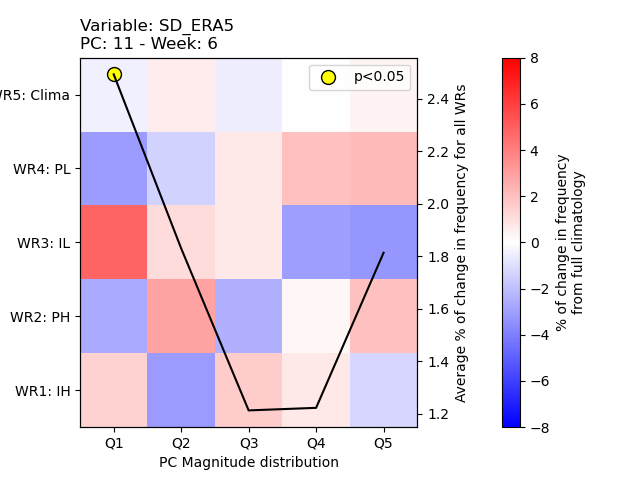 Variable: SD_ERA5
PC: 11 - Week: 6
p<0.05
WR5: Clima
WR4: PL
WR3: IL
WR2: PH
WR1: IH
Q1 Q2 Q3 Q4 Q5
PC Magnitude distribution
2.4
2.2
2.0
1.8
1.6
1.4
1.2
Average % of change in frequency for all WRs
8
6
4
2
0
−2
−4
−6
−8
% of change in frequency
from full climatology